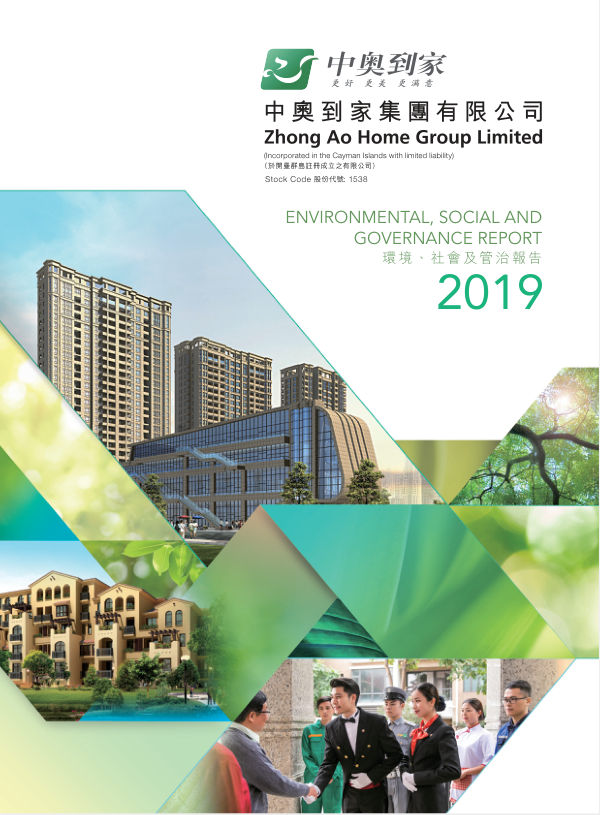 中奥到家
更好 更美 更满意
中奧到家集團有限公司
Zhong Ao Home Group Limited
(Incorporated in the Cayman Islands with limited liability)
（於開曼群島註冊成立之有限公司）
Stock Code 股份代號: 1538
ENVIRONMENTAL, SOCIAL AND
GOVERNANCE REPORT
環境、社會及管治報告
2019